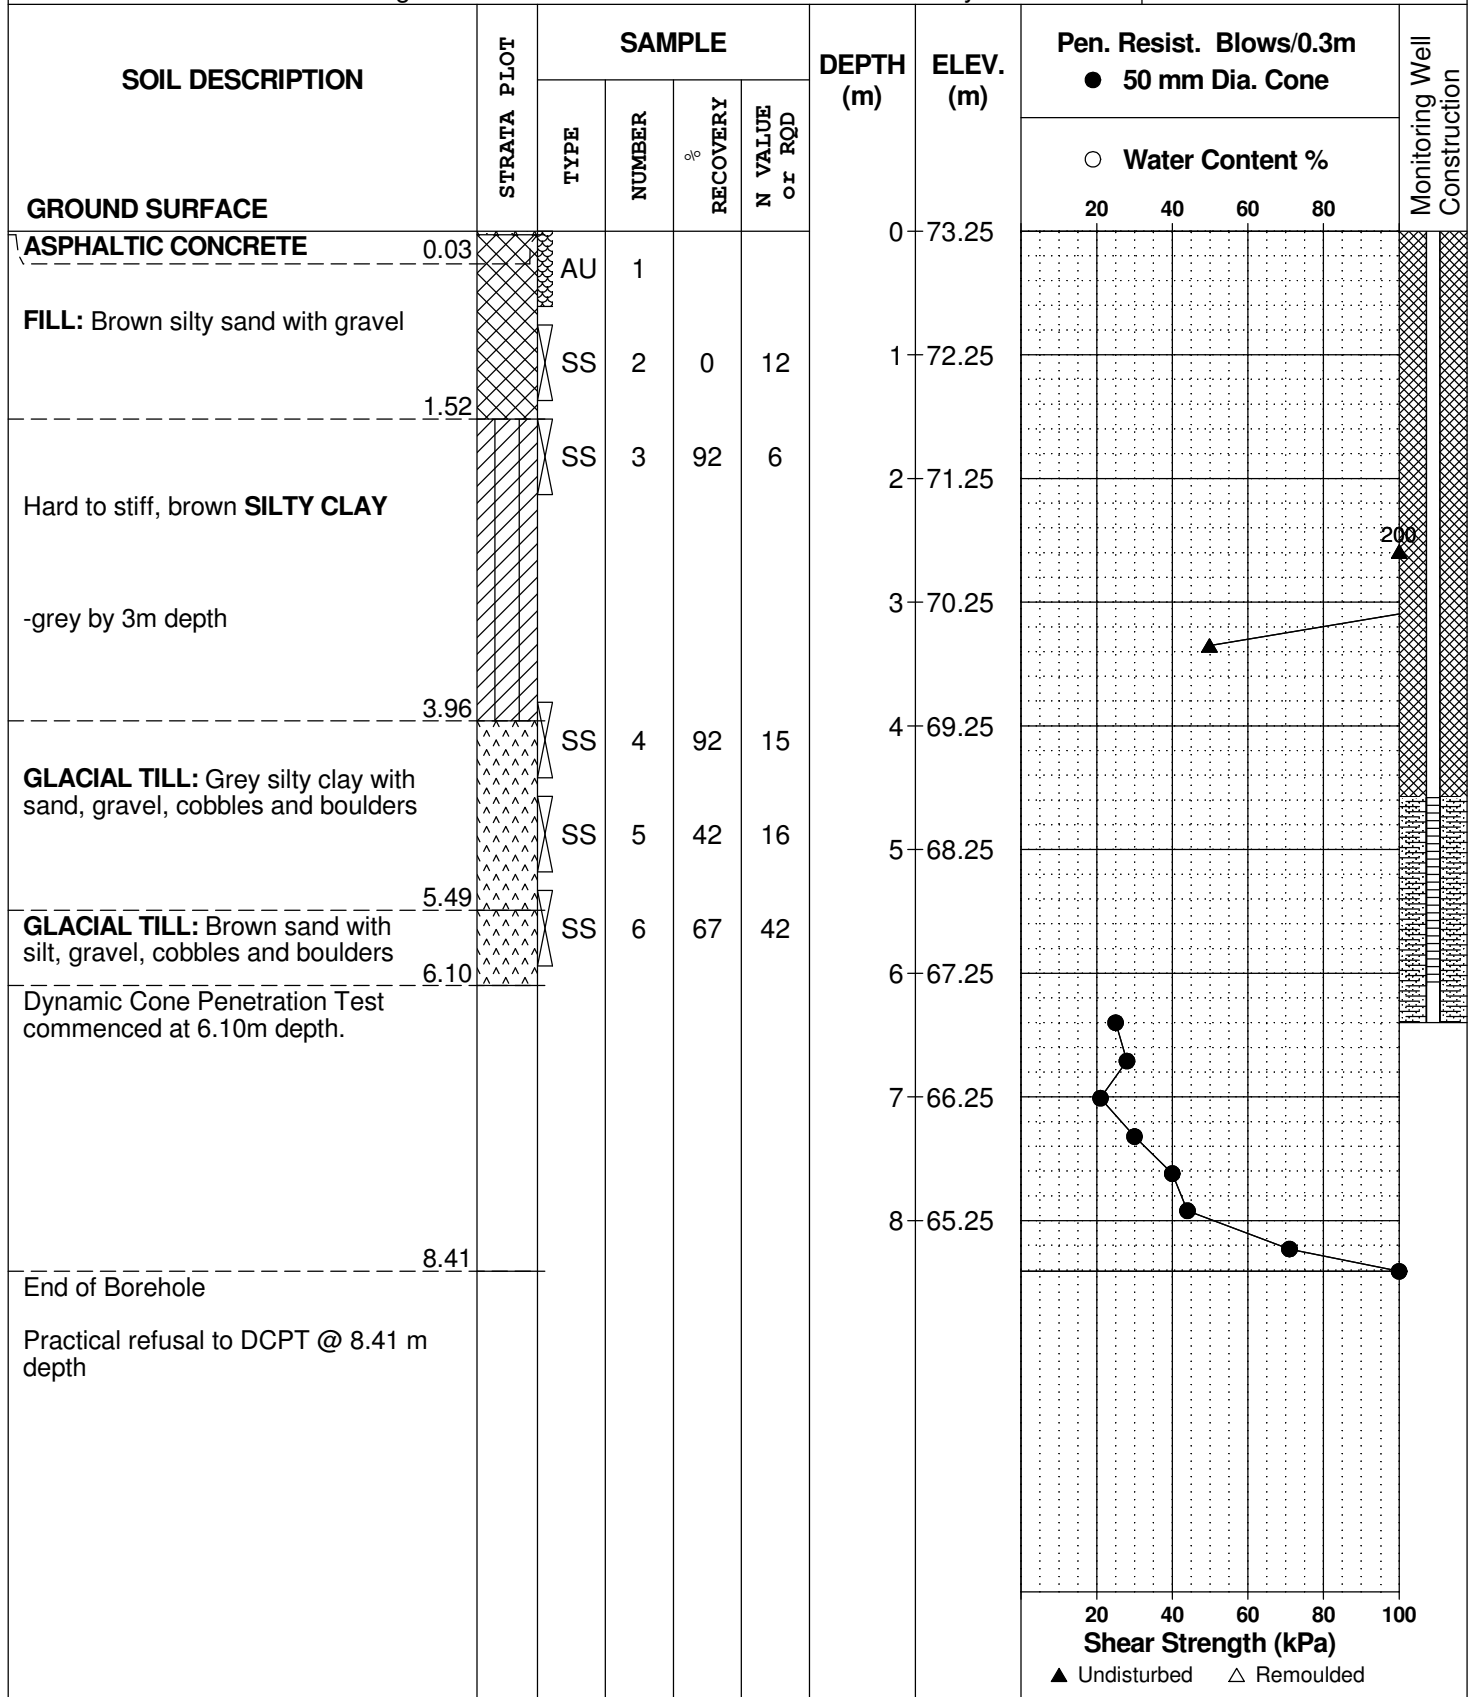 SOIL DESCRIPTION
STRATA PLOT
SAMPLE
TYPE
NUMBER
%
RECOVERY
N VALUE
or RQD
DEPTH
(m)
ELEV.
(m)
Pen. Resist. Blows/0.3m
● 50 mm Dia. Cone
○ Water Content %
20 40 60 80
Monitoring Well
Construction
GROUND SURFACE
0 73.25
ASPHALTIC CONCRETE 0.03
AU 1
FILL: Brown silty sand with gravel
SS 2 0 12
1 72.25
1.52
SS 3 92 6
2 71.25
Hard to stiff, brown SILTY CLAY
200
3 70.25
-grey by 3m depth
3.96
4 69.25
SS 4 92 15
GLACIAL TILL: Grey silty clay with
sand, gravel, cobbles and boulders
SS 5 42 16
5 68.25
5.49
GLACIAL TILL: Brown sand with
silt, gravel, cobbles and boulders
SS 6 67 42
6.10
6 67.25
Dynamic Cone Penetration Test
commenced at 6.10m depth.
7 66.25
8 65.25
8.41
End of Borehole
Practical refusal to DCPT @ 8.41 m
depth
20 40 60 80 100
Shear Strength (kPa)
▲ Undisturbed △ Remoulded